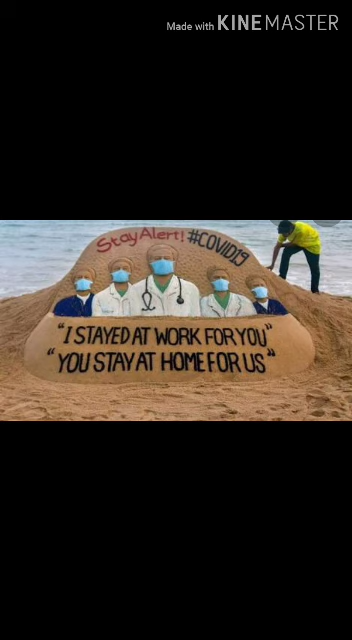 Made with KINEMASTER
Stay Alert! #COVID19
"I STAYED AT WORK FOR YOU"
"YOU STAY AT HOME FOR US"